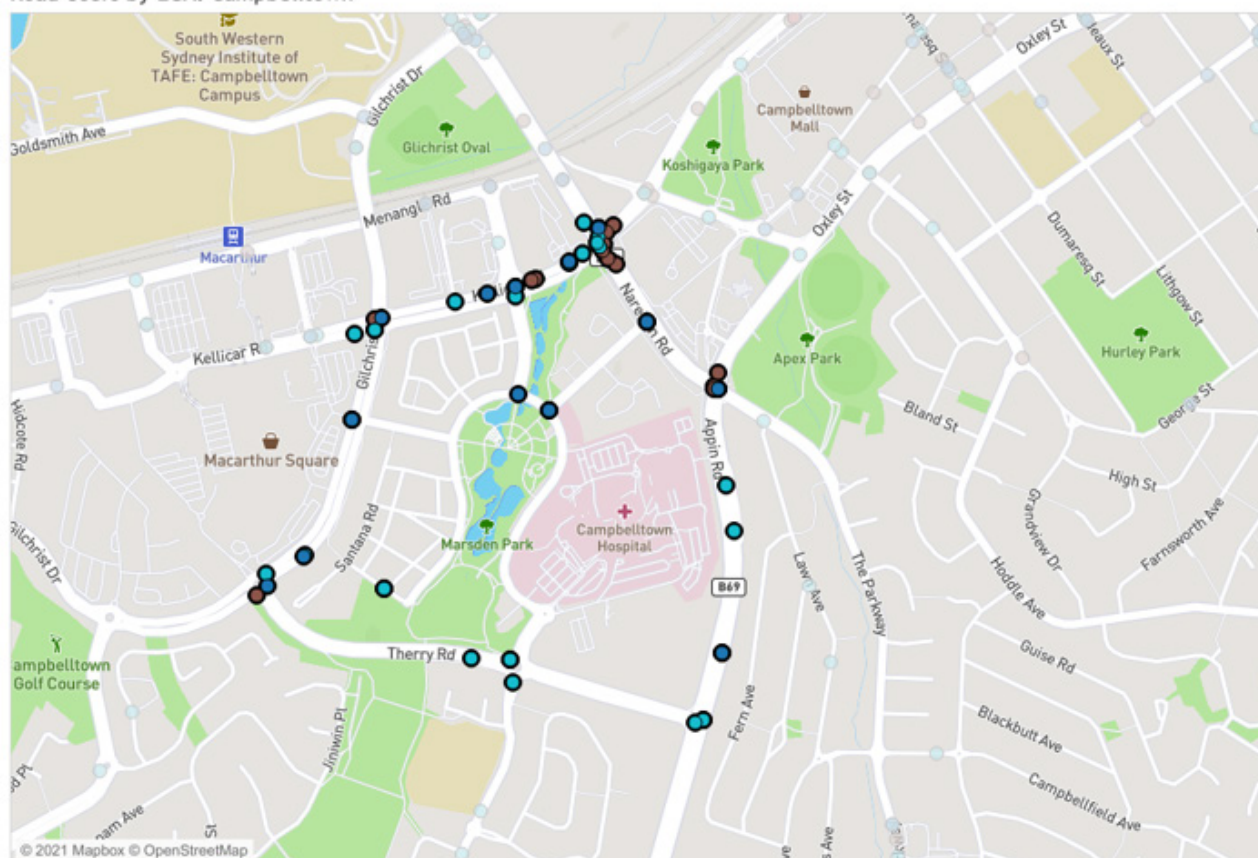 South Western
Sydney Institute of
TAFE: Campbelltown
Campus
Gilchrist Dr
Oxley St
Goldsmith Ave
Glichrist Oval
Campbelltown
Mall
Koshigaya Park
Menangle Rd
Oxley St
Dumaresq St
Macarthur
Lithgow St
Kellicar R
Gilchris
Apex Park
Hurley Park
George St
Bland St
Hidcote Rd
Appin Rd
Macarthur Square
High St
Grandview Dr
Farnsworth Ave
Santana Rd
Campbelltown
Hospital
Marsden Park
Gilchrist Dr
B69
Lawn Ave
The Parkway
Hoddle Ave
Guise Rd
Therry Rd
ampbelltown
Golf Course
Fern Ave
Blackbutt Ave
Jiniwin Pl
Campbellfield Ave
© 2021 Mapbox © OpenStreetMap